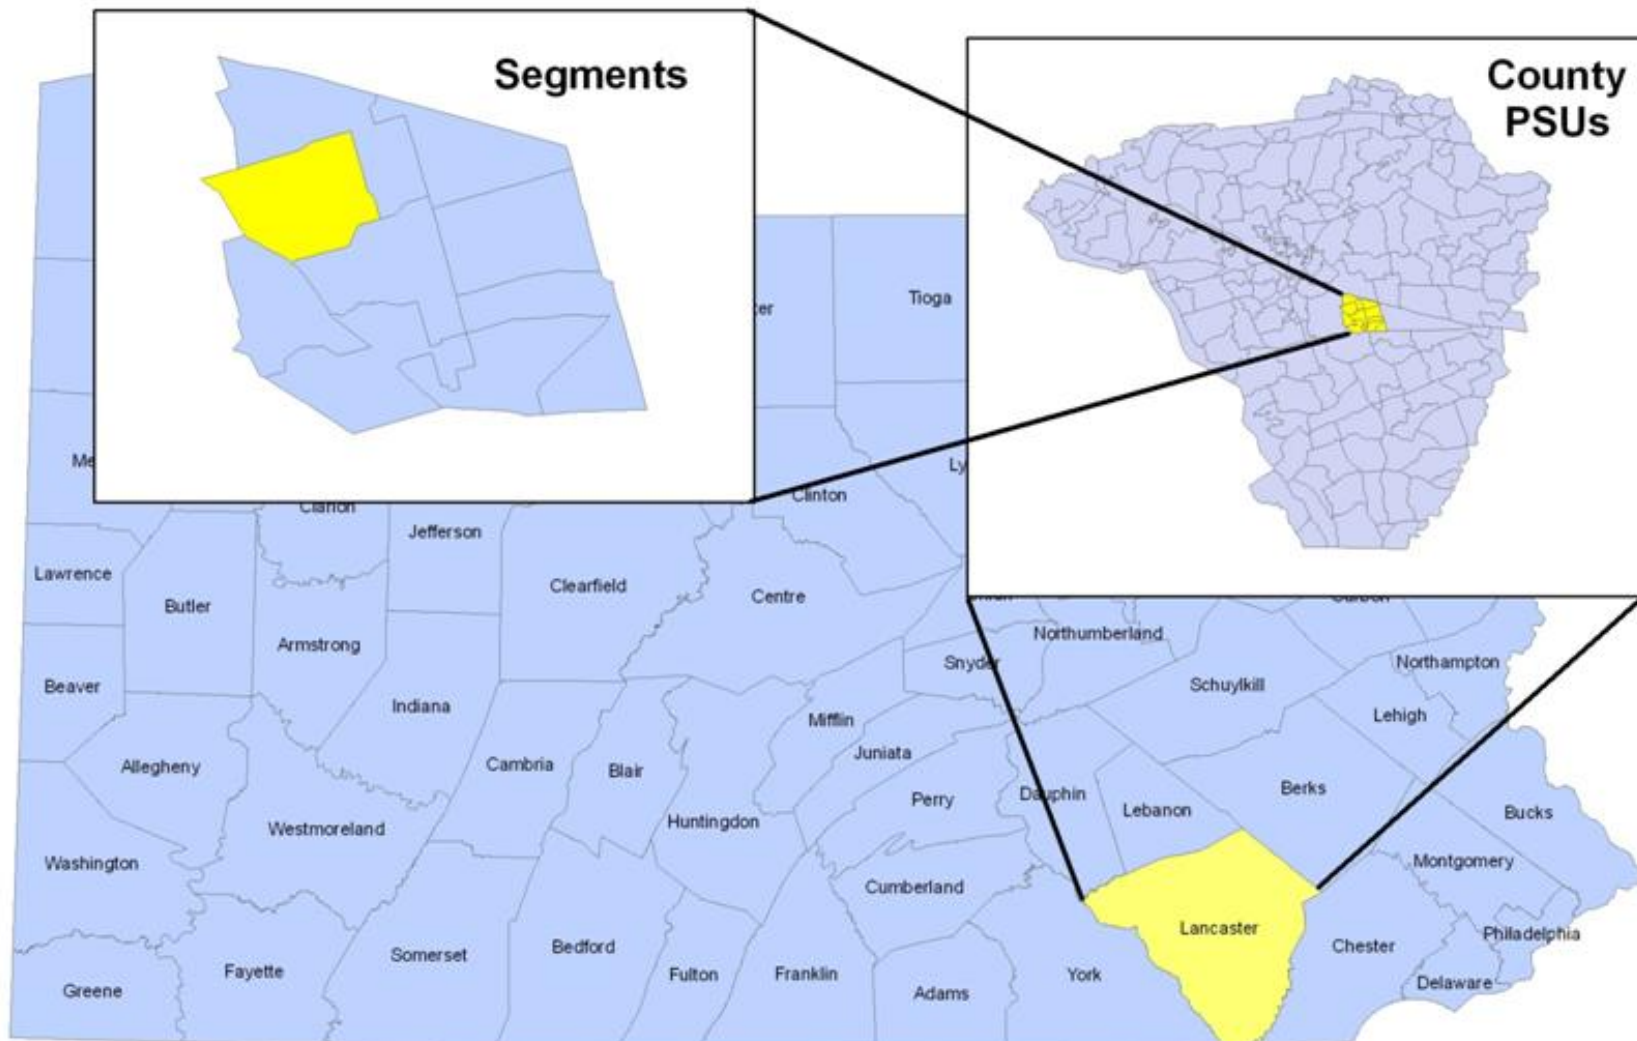 Segments
County
PSUs
Tioga
Clinton
Clarion
Jefferson
Lawrence
Clearfield
Centre
Butler
Northumberland
Armstrong
Snyder
Northampton
Beaver
Schuylkill
Indiana
Lehigh
Mifflin
Juniata
Allegheny
Cambria
Blair
Berks
Dauphin
Perry
Lebanon
Bucks
Huntingdon
Westmoreland
Washington
Montgomery
Cumberland
Lancaster
Philadelphia
Chester
Bedford
Somerset
Fayette
Fulton
Franklin
York
Delaware
Greene
Adams